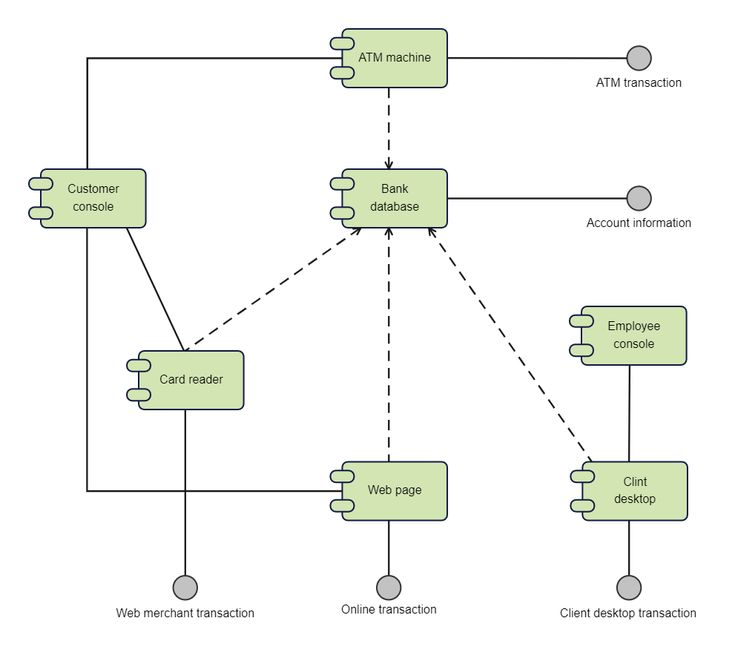 ATM machine
ATM transaction
Customer
console
Bank
database
Account information
Employee
console
Card reader
Web page
Clint
desktop
Web merchant transaction
Online transaction
Client desktop transaction